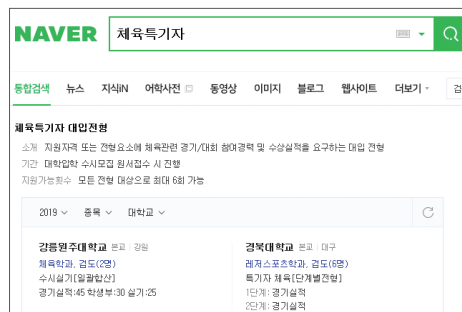 NAVER 체육특기자
통합검색 뉴스 지식iN 어학사전 동영상 이미지 블로그 웹사이트 더보기 검
체육특기자 대입전형
소개 지원자격 또는 전형요소에 체육관련 경기/대회 참여경력 및 수상실적을 요구하는 대입 전형
기간 대학입학 수시모집 원서접수 시 진행
지원가능횟수 모든 전형 대상으로 최대 6회 가능
2019 종목 대학교
강릉원주대학교 본교 강원
체육학과, 검도(2명)
수시실기[일괄합산]
경기실적:45 학생부:30 실기:25
경북대학교 본교 대구
레저스포츠학과, 검도(6명)
특기자 체육[단계별전형]
1단계: 경기실적
2단계: 경기실적